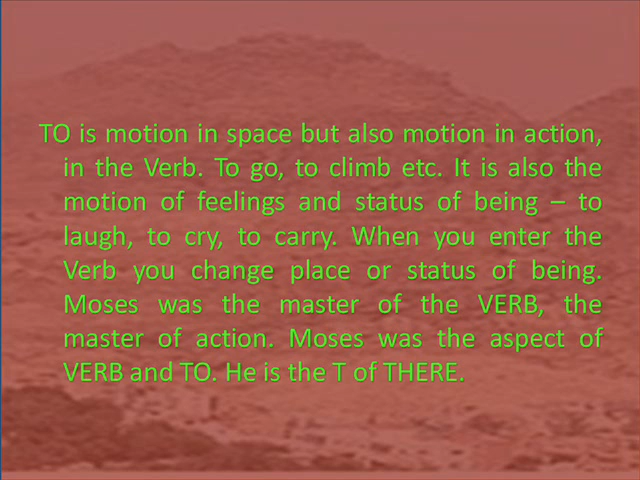 TO is motion in space but also motion in action,
in the Verb. To go, to climb etc. It is also the
motion of feelings and status of being – to
laugh, to cry, to carry. When you enter the
Verb you change place or status of being.
Moses was the master of the VERB, the
master of action. Moses was the aspect of
VERB and TO. He is the T of THERE.